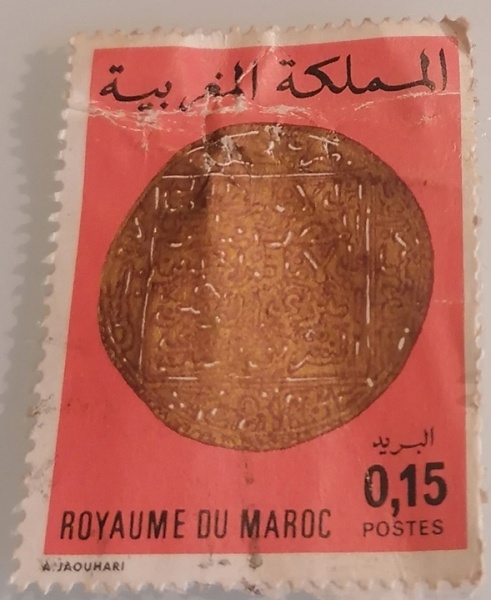 المملكة المغربية
البريد
0,15
ROYAUME DU MAROC
POSTES
A.JAOUHARI